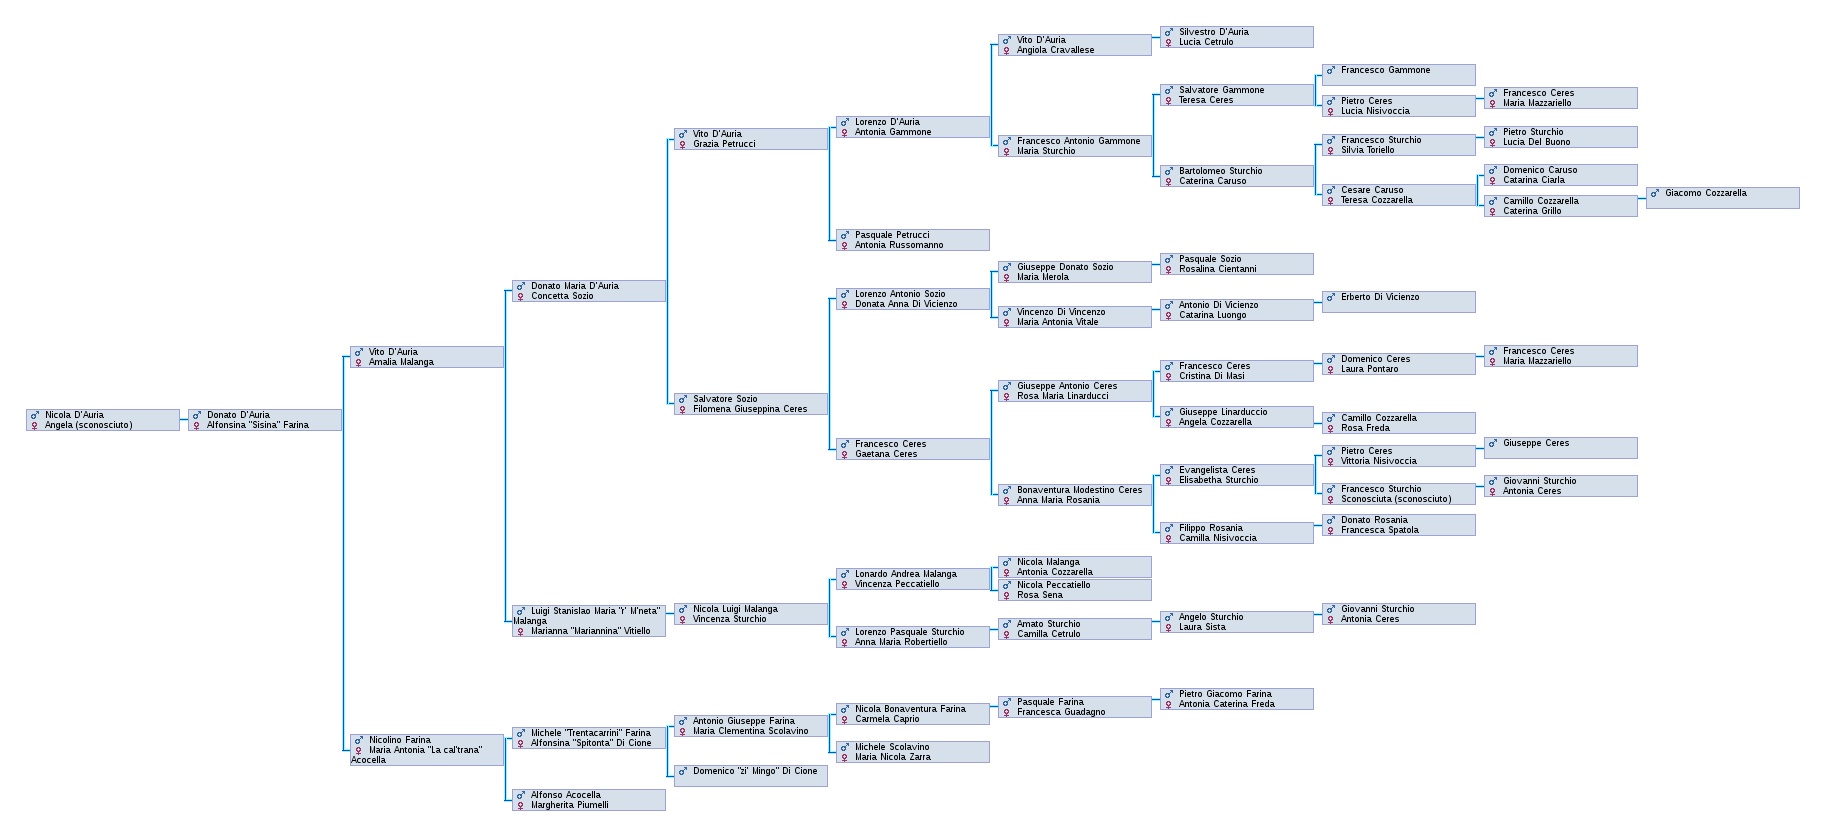 Nicola D'Auria
Angela (sconosciuto)
Donato D'Auria
Alfonsina "Sisina" Farina
Vito D'Auria
Amalia Malanga
Nicolino Farina
Maria Antonia "La cal'trana"
Acocella
Donato Maria D'Auria
Concetta Sozio
Luigi Stanislao Maria "r' M'neta"
Malanga
Marianna "Mariannina" Vitiello
Michele "Trentacarrini" Farina
Alfonsina "Spitonta" Di Cione
Alfonso Acocella
Margherita Piumelli
Vito D'Auria
Grazia Petrucci
Salvatore Sozio
Filomena Giuseppina Ceres
Nicola Luigi Malanga
Vincenza Sturchio
Antonio Giuseppe Farina
Maria Clementina Scolavino
Domenico "zi' Mingo" Di Cione
Lorenzo D'Auria
Antonia Gammone
Pasquale Petrucci
Antonia Russomanno
Lorenzo Antonio Sozio
Donata Anna Di Vicienzo
Francesco Ceres
Gaetana Ceres
Lonardo Andrea Malanga
Vincenza Peccatiello
Lorenzo Pasquale Sturchio
Anna Maria Robertiello
Nicola Bonaventura Farina
Carmela Caprio
Michele Scolavino
Maria Nicola Zarra
Vito D'Auria
Angiola Cravallese
Francesco Antonio Gammone
Maria Sturchio
Giuseppe Donato Sozio
Maria Merola
Vincenzo Di Vincenzo
Maria Antonia Vitale
Giuseppe Antonio Ceres
Rosa Maria Linarducci
Bonaventura Modestino Ceres
Anna Maria Rosania
Nicola Malanga
Antonia Cozzarella
Nicola Peccatiello
Rosa Sena
Amato Sturchio
Camilla Cetrulo
Pasquale Farina
Francesca Guadagno
Silvestro D'Auria
Lucia Cetrulo
Salvatore Gammone
Teresa Ceres
Bartolomeo Sturchio
Caterina Caruso
Pasquale Sozio
Rosalina Cientanni
Antonio Di Vicienzo
Catarina Luongo
Francesco Ceres
Cristina Di Masi
Giuseppe Linarduccio
Angela Cozzarella
Evangelista Ceres
Elisabetha Sturchio
Filippo Rosania
Camilla Nisivoccia
Angelo Sturchio
Laura Sista
Pietro Giacomo Farina
Antonia Caterina Freda
Francesco Gammone
Pietro Ceres
Lucia Nisivoccia
Francesco Sturchio
Silvia Toriello
Cesare Caruso
Teresa Cozzarella
Erberto Di Vicienzo
Domenico Ceres
Laura Pontaro
Camillo Cozzarella
Rosa Freda
Pietro Ceres
Vittoria Nisivoccia
Francesco Sturchio
Sconosciuta (sconosciuto)
Donato Rosania
Francesca Spatola
Giovanni Sturchio
Antonia Ceres
Francesco Ceres
Maria Mazzariello
Pietro Sturchio
Lucia Del Buono
Domenico Caruso
Catarina Ciarla
Camillo Cozzarella
Caterina Grillo
Francesco Ceres
Maria Mazzariello
Giuseppe Ceres
Giovanni Sturchio
Antonia Ceres
Giacomo Cozzarella